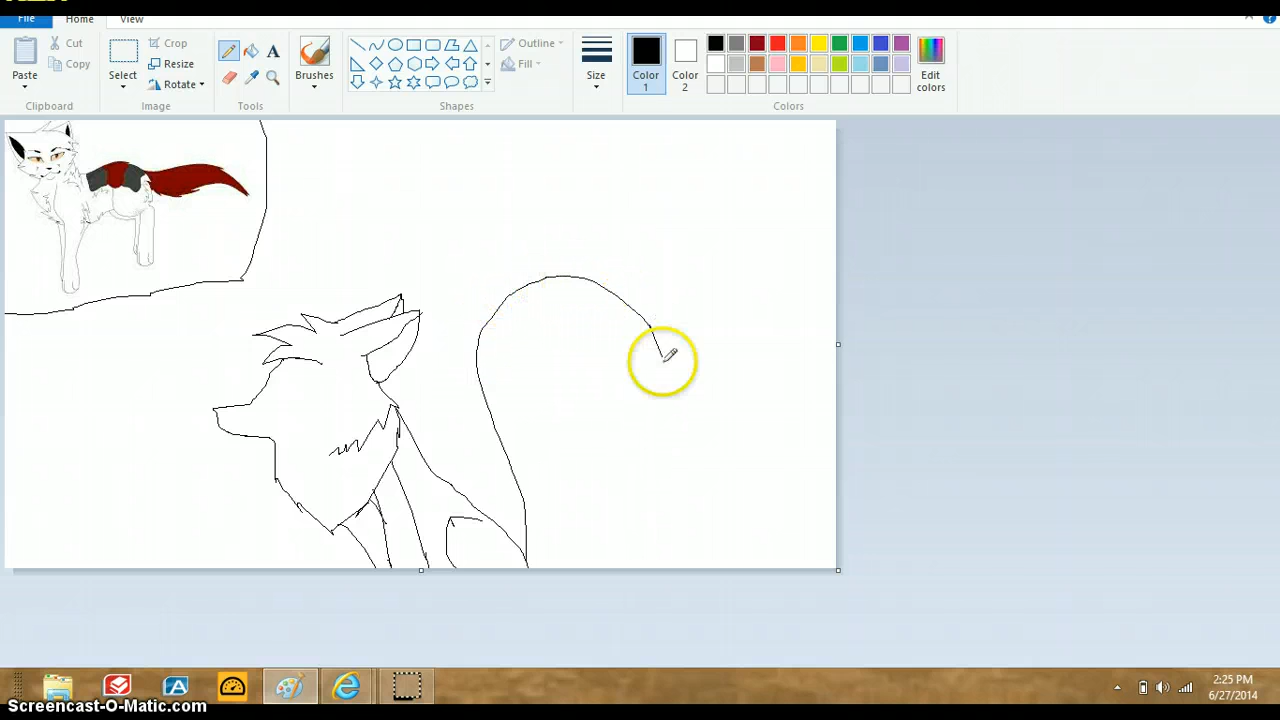 File Home View
Cut
Copy
Paste
Clipboard
Crop
Resize
Rotate
Select
Image
A
Tools
Brushes
Outline
Fill
Shapes
Size
Color
1
Color
2
Edit
colors
Colors
2:25 PM
6/27/2014
Screencast-O-Matic.com